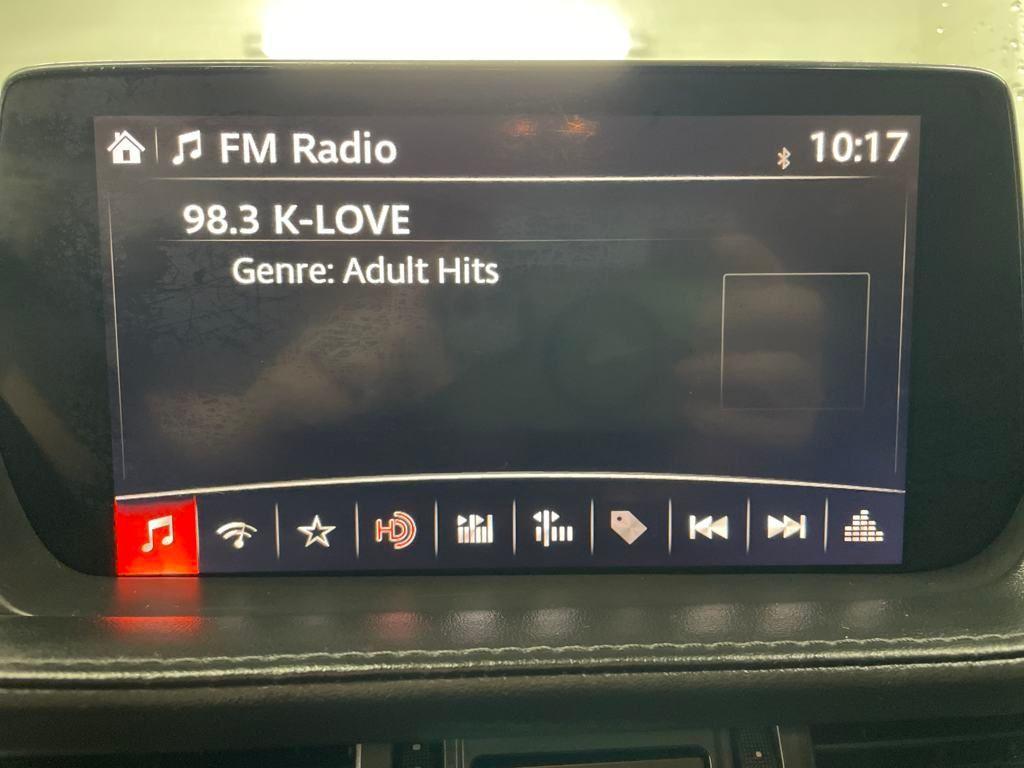 FM Radio
10:17
98.3 K-LOVE
Genre: Adult Hits
HD